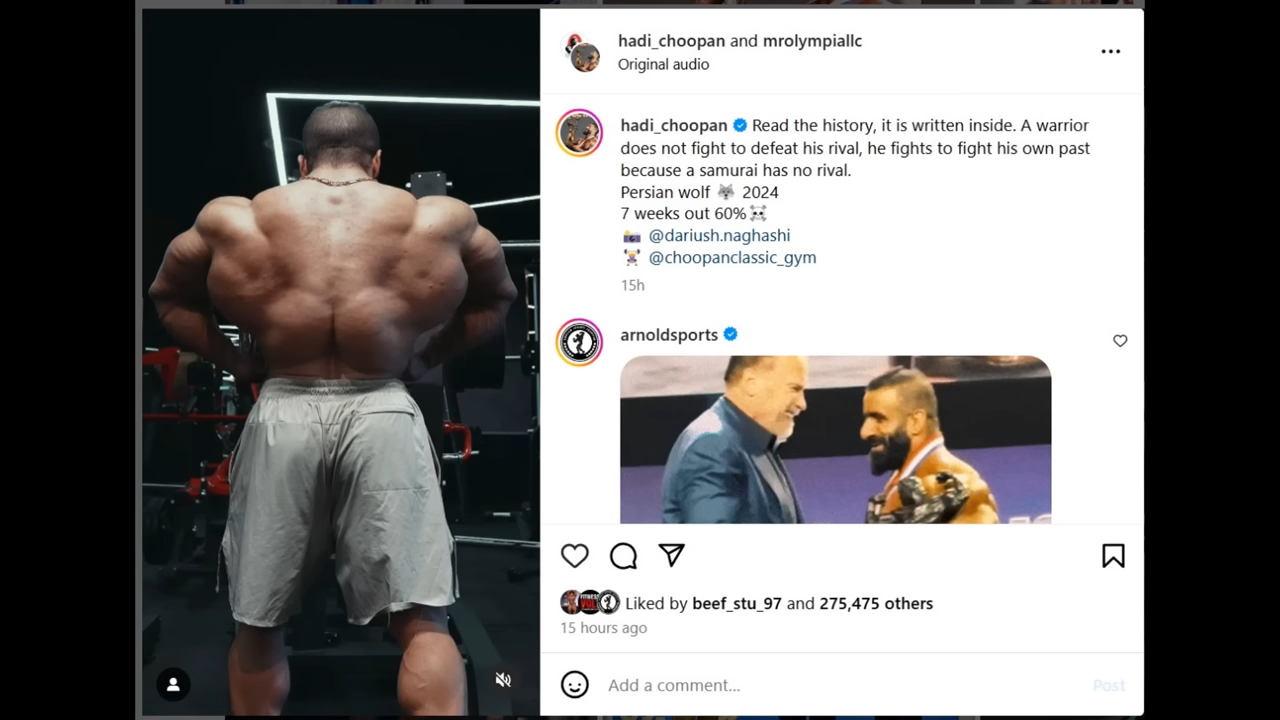 hadi_choopan and mrolympiallc
Original audio
hadi_choopan Read the history, it is written inside. A warrior
does not fight to defeat his rival, he fights to fight his own past
because a samurai has no rival.
Persian wolf 🐺 2024
7 weeks out 60%☠️
📸 @dariush.naghashi
🏋️ @choopanclassic_gym
15h
arnoldsports
Liked by beef_stu_97 and 275,475 others
15 hours ago
Add a comment...
Post